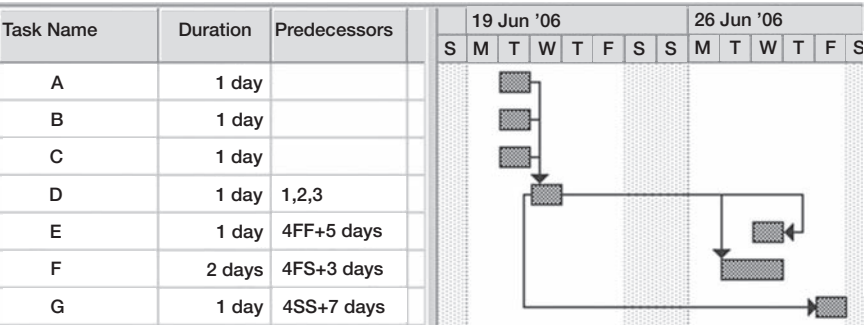 Task Name Duration Predecessors 19 Jun '06 26 Jun '06
S M T W T F S S M T W T F S
A 1 day
B 1 day
C 1 day
D 1 day 1,2,3
E 1 day 4FF+5 days
F 2 days 4FS+3 days
G 1 day 4SS+7 days